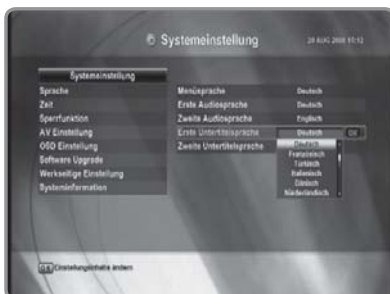 Systemeinstellung
28 AUG 2008 10:12
Systemeinstellung
Sprache
Zeit
Sperrfunktion
AV Einstellung
OSD Einstellung
Software Upgrade
Werkseitige Einstellung
Systeminformation
Menüsprache Deutsch
Erste Audiosprache Deutsch
Zweite Audiosprache Englisch
Erste Untertitelsprache Deutsch OK
Zweite Untertitelsprache
Deutsch
Französisch
Türkisch
Italienisch
Dänisch
Niederländisch
OK Einstellungsinhalte ändern